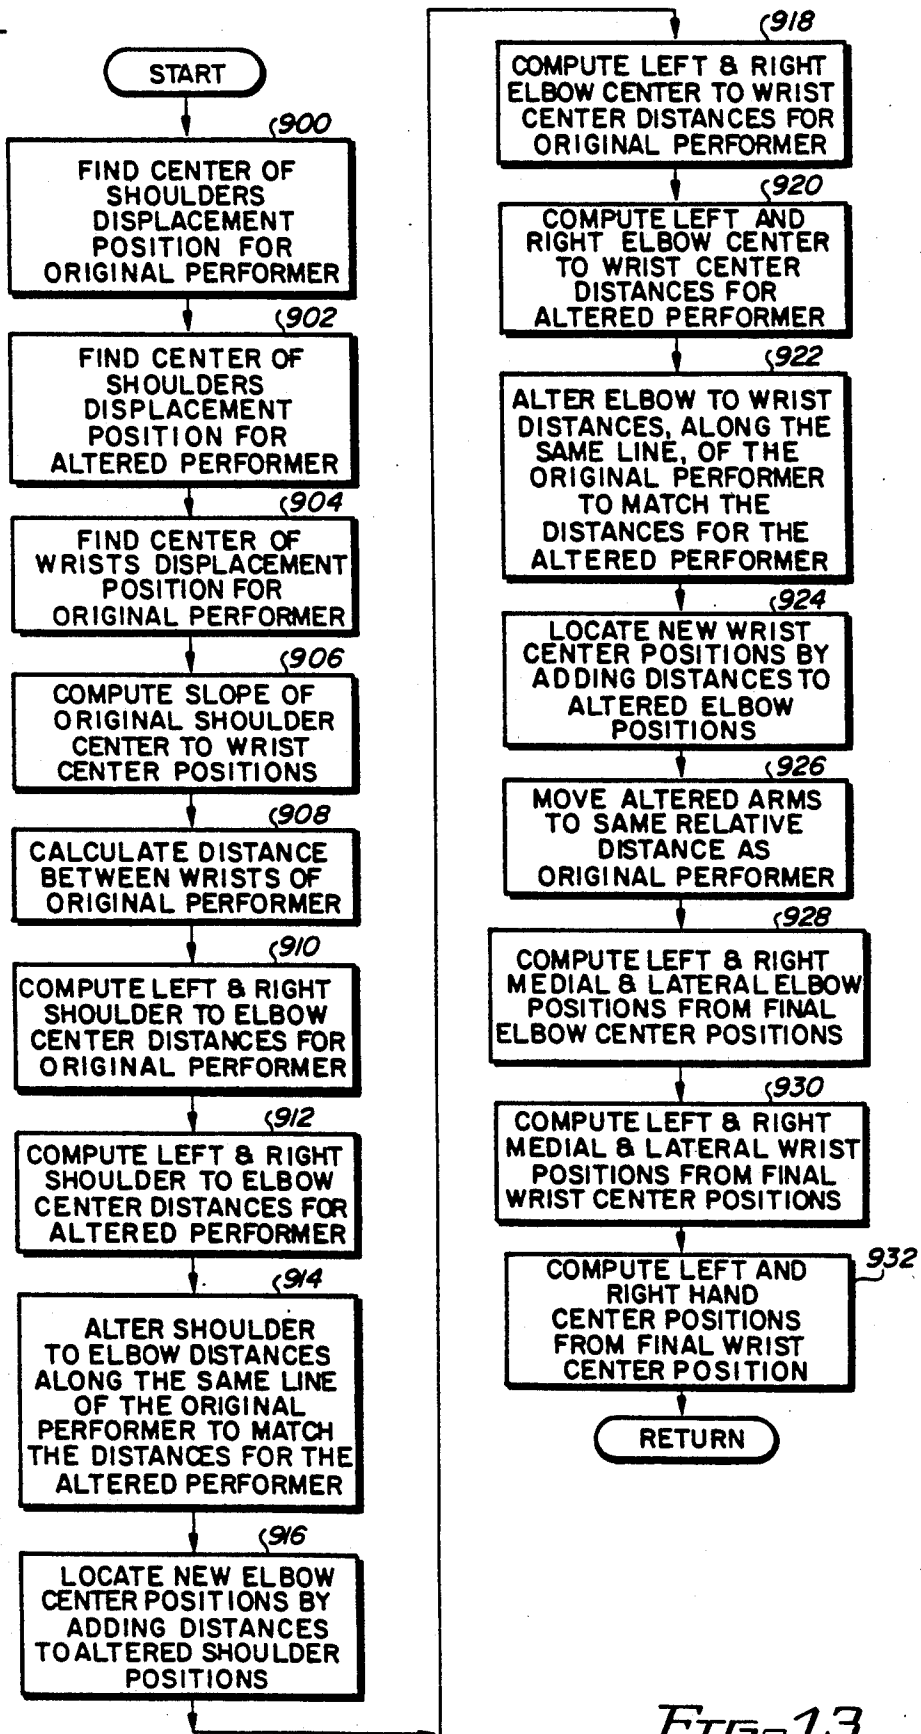 START
900
FIND CENTER OF
SHOULDERS
DISPLACEMENT
POSITION FOR
ORIGINAL PERFORMER
902
FIND CENTER OF
SHOULDERS
DISPLACEMENT
POSITION FOR
ALTERED PERFORMER
904
FIND CENTER OF
WRISTS DISPLACEMENT
POSITION FOR
ORIGINAL PERFORMER
906
COMPUTE SLOPE OF
ORIGINAL SHOULDER
CENTER TO WRIST
CENTER POSITIONS
908
CALCULATE DISTANCE
BETWEEN WRISTS OF
ORIGINAL PERFORMER
910
COMPUTE LEFT & RIGHT
SHOULDER TO ELBOW
CENTER DISTANCES FOR
ORIGINAL PERFORMER
912
COMPUTE LEFT & RIGHT
SHOULDER TO ELBOW
CENTER DISTANCES FOR
ALTERED PERFORMER
914
ALTER SHOULDER
TO ELBOW DISTANCES
ALONG THE SAME LINE
OF THE ORIGINAL
PERFORMER TO MATCH
THE DISTANCES FOR THE
ALTERED PERFORMER
916
LOCATE NEW ELBOW
CENTER POSITIONS BY
ADDING DISTANCES
TO ALTERED SHOULDER
POSITIONS
918
COMPUTE LEFT & RIGHT
ELBOW CENTER TO WRIST
CENTER DISTANCES FOR
ORIGINAL PERFORMER
920
COMPUTE LEFT AND
RIGHT ELBOW CENTER
TO WRIST CENTER
DISTANCES FOR
ALTERED PERFORMER
922
ALTER ELBOW TO WRIST
DISTANCES, ALONG THE
SAME LINE, OF THE
ORIGINAL PERFORMER
TO MATCH THE
DISTANCES FOR THE
ALTERED PERFORMER
924
LOCATE NEW WRIST
CENTER POSITIONS BY
ADDING DISTANCES TO
ALTERED ELBOW
POSITIONS
926
MOVE ALTERED ARMS
TO SAME RELATIVE
DISTANCE AS
ORIGINAL PERFORMER
928
COMPUTE LEFT & RIGHT
MEDIAL & LATERAL ELBOW
POSITIONS FROM FINAL
ELBOW CENTER POSITIONS
930
COMPUTE LEFT & RIGHT
MEDIAL & LATERAL WRIST
POSITIONS FROM FINAL
WRIST CENTER POSITIONS
932
COMPUTE LEFT AND
RIGHT HAND
CENTER POSITIONS
FROM FINAL WRIST
CENTER POSITION
RETURN
FIG-13